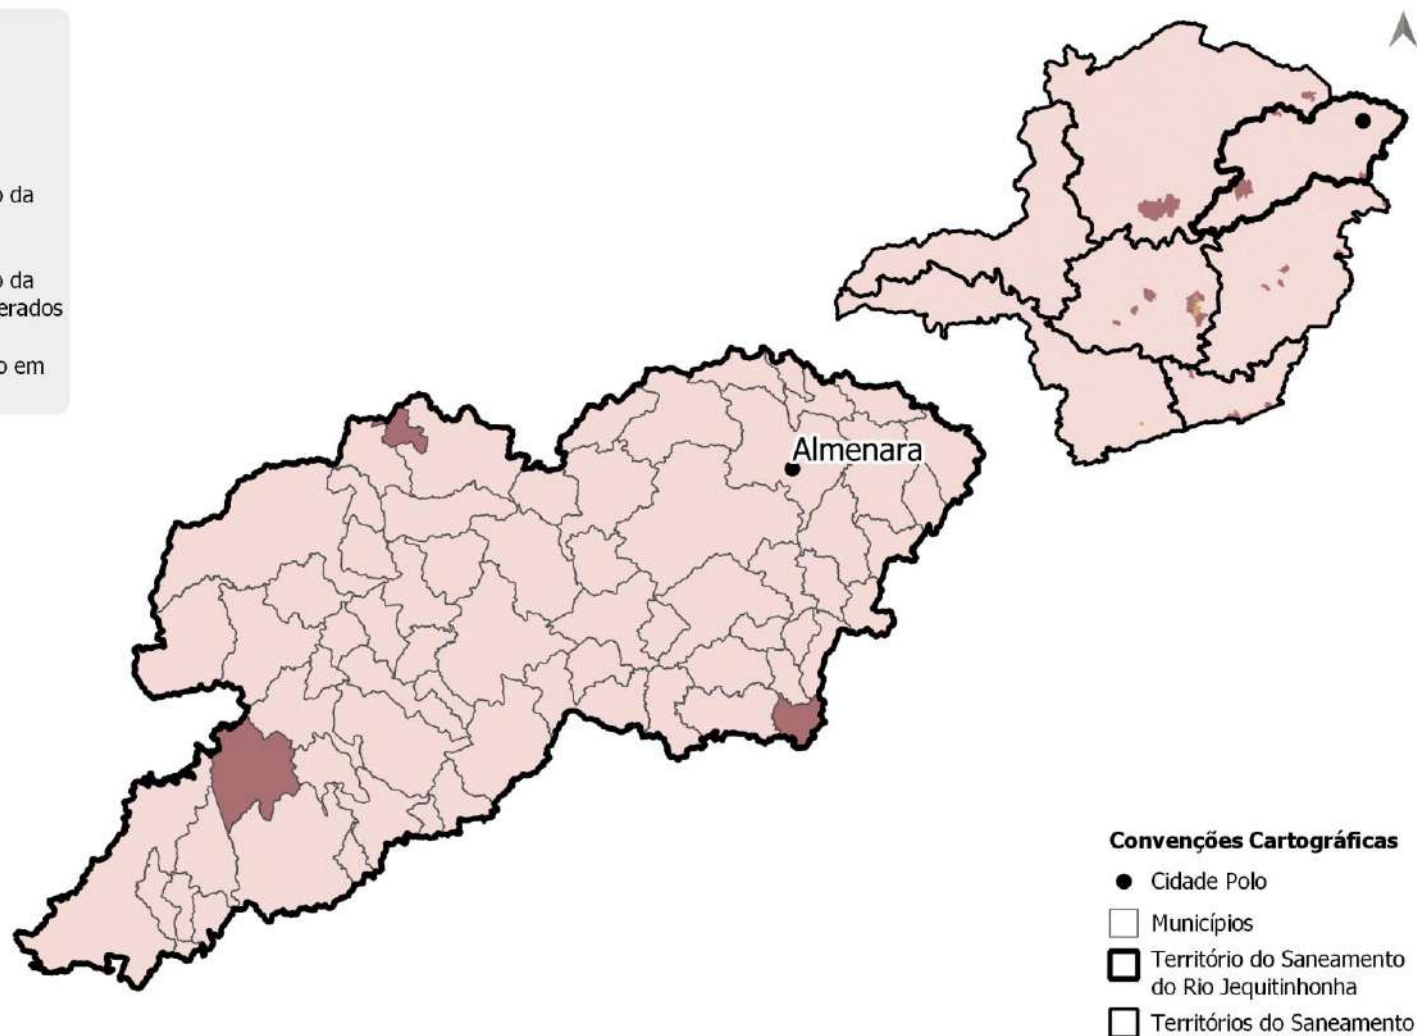 o da
o da
erados
o em
Almenara
Convenções Cartográficas
Cidade Polo
Municípios
Território do Saneamento
do Rio Jequitinhonha
Territórios do Saneamento